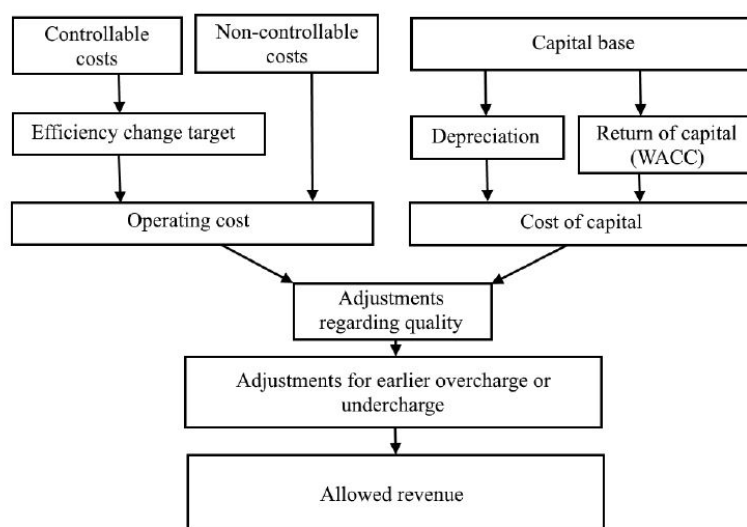 Controllable
costs
Non-controllable
costs
Capital base
Efficiency change target
Depreciation
Return of capital
(WACC)
Operating cost
Cost of capital
Adjustments
regarding quality
Adjustments for earlier overcharge or
undercharge
Allowed revenue